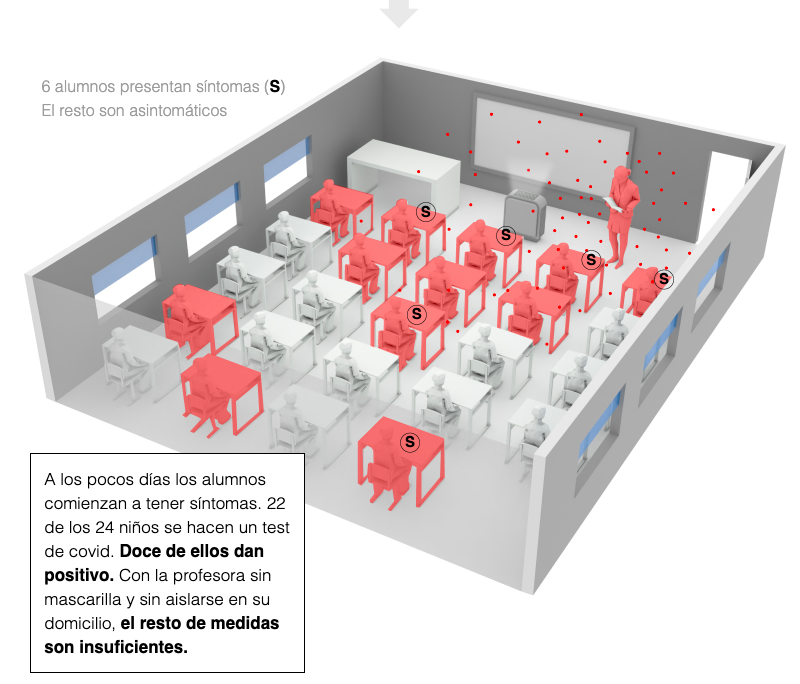 6 alumnos presentan síntomas (S)
El resto son asintomáticos
S
S
S
S
S
S
A los pocos días los alumnos
comienzan a tener síntomas. 22
de los 24 niños se hacen un test
de covid. Doce de ellos dan
positivo. Con la profesora sin
mascarilla y sin aislarse en su
domicilio, el resto de medidas
son insuficientes.